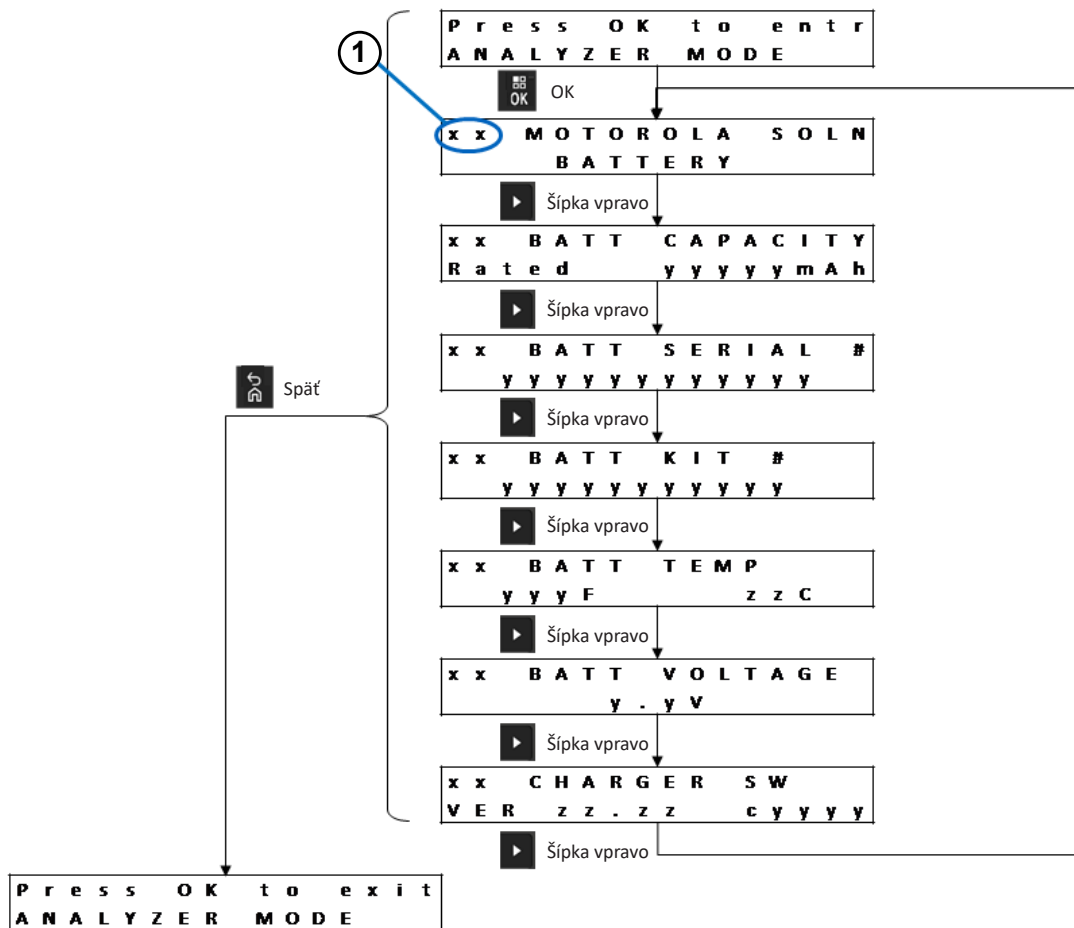 Press OK to entr
ANALYZER MODE
1
OK
OK
xx MOTOROLA SOLN
BATTERY
Šípka vpravo
xx BATT CAPACITY
Rated yyyyymAh
Šípka vpravo
xx BATT SERIAL #
yyyyyyyyyyyy
Šípka vpravo
Späť
xx BATT KIT #
yyyyyyyyyyy
Šípka vpravo
xx BATT TEMP
yyyF zzC
Šípka vpravo
xx BATT VOLTAGE
y.yV
Šípka vpravo
xx CHARGER SW
VER zz.zz cyyyy
Šípka vpravo
Press OK to exit
ANALYZER MODE